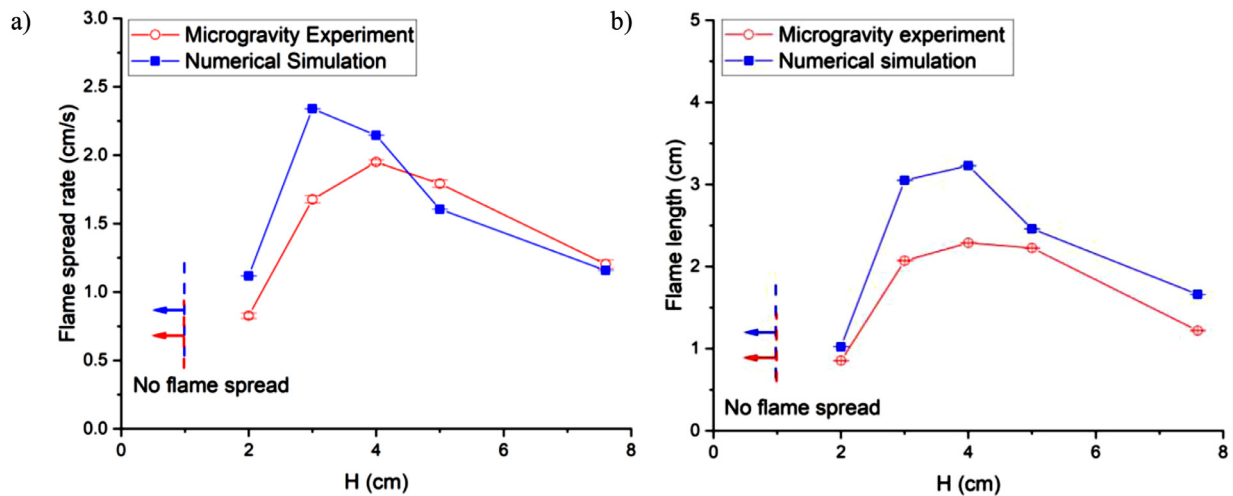 a)
Flame spread rate (cm/s)
3.0
2.5
2.0
1.5
1.0
0.5
0.0
Microgravity Experiment
Numerical Simulation
No flame spread
0 2 4 6 8
H (cm)
b)
Flame length (cm)
5
4
3
2
1
0
Microgravity experiment
Numerical simulation
No flame spread
0 2 4 6 8
H (cm)